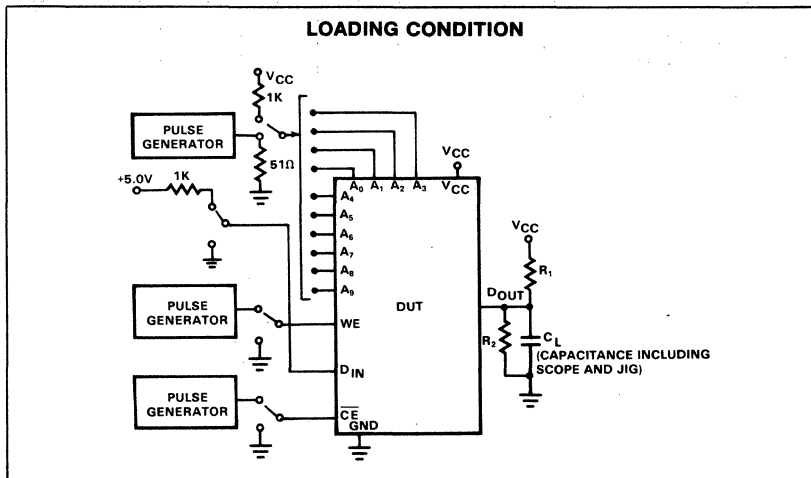 LOADING CONDITION
VCC
1K
PULSE
GENERATOR
51Ω
+5.0V
1K
A0 A1 A2 A3
VCC
VCC
A4
A5
A6
A7
A8
A9
VCC
R1
DOUT
DUT
R2
CL
(CAPACITANCE INCLUDING
SCOPE AND JIG)
PULSE
GENERATOR
WE
DIN
PULSE
GENERATOR
C̅E̅
GND